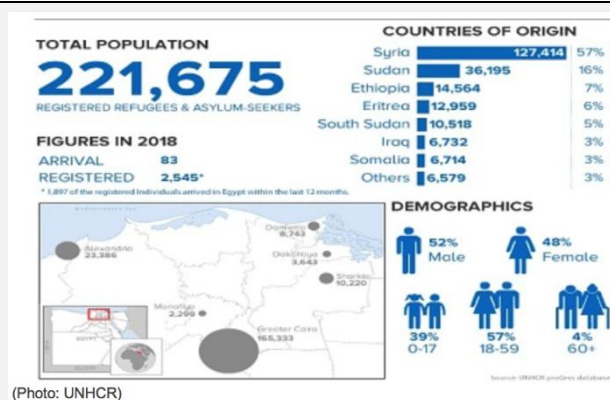 TOTAL POPULATION
221,675
REGISTERED REFUGEES & ASYLUM-SEEKERS
FIGURES IN 2018
ARRIVAL 83
REGISTERED 2,545*
* 1,897 of the registered individuals arrived in Egypt within the last 12 months.
COUNTRIES OF ORIGIN
Syria 127,414 57%
Sudan 36,195 16%
Ethiopia 14,564 7%
Eritrea 12,959 6%
South Sudan 10,518 5%
Iraq 6,732 3%
Somalia 6,714 3%
Others 6,579 3%
Mediterranean Sea
Damietta
8,743
Alexandria
23,386
3,643
Sharkia
10,220
2,299
Greater Cairo
165,333
EGYPT
DEMOGRAPHICS
52% Male
48% Female
39% 57% 4%
0-17 18-59 60+
Source: UNHCR proGres database
(Photo: UNHCR)